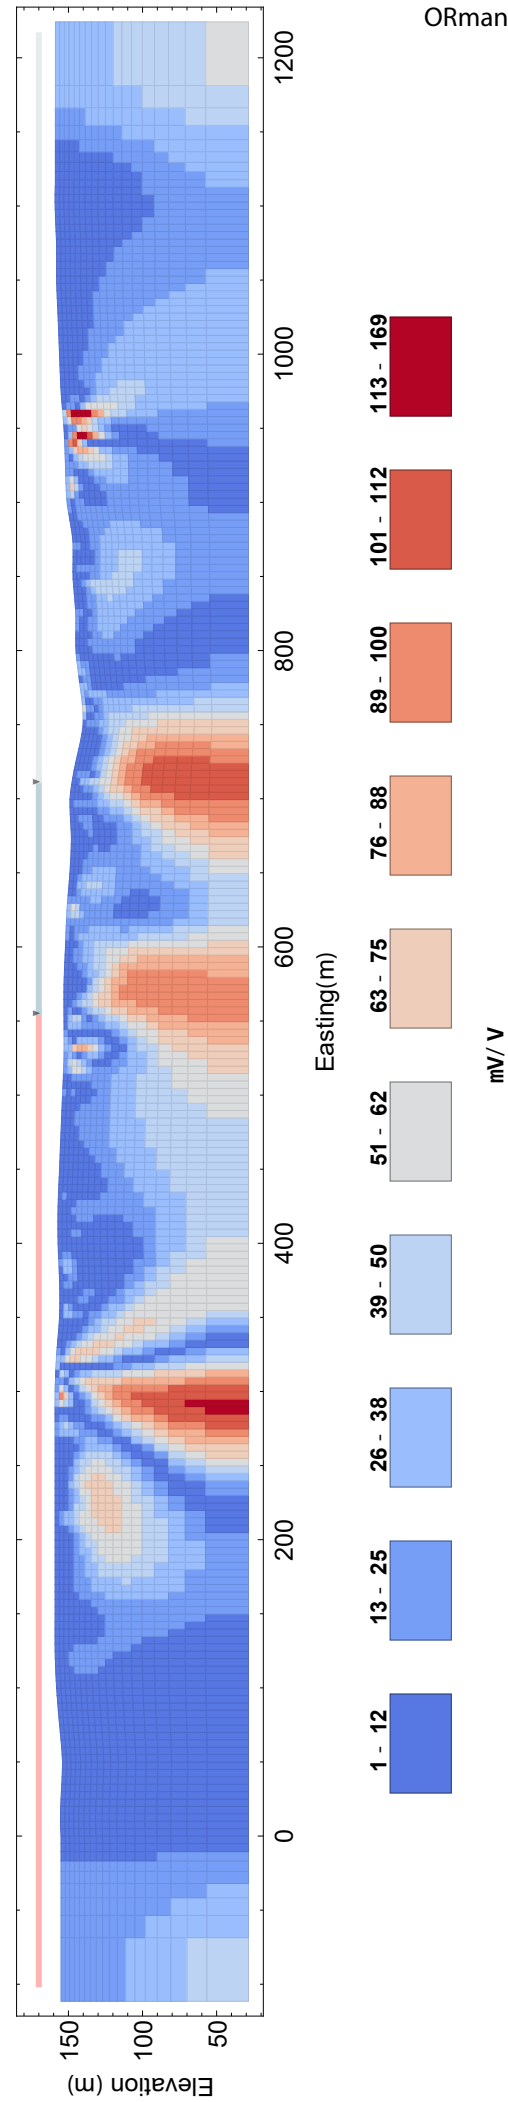 ORman
Elevation (m)
150
100
50
0
200
400
600
800
1000
1200
Easting(m)
1 - 12
13 - 25
26 - 38
39 - 50
51 - 62
63 - 75
76 - 88
89 - 100
101 - 112
113 - 169
mV/ V